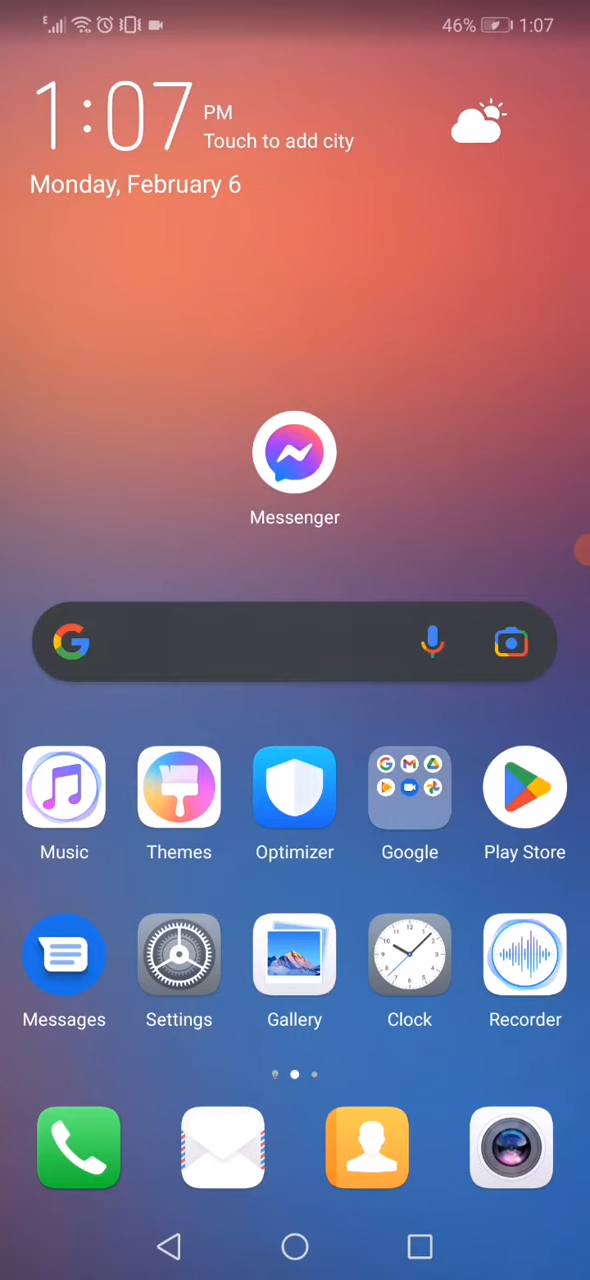 E 46% 1:07
1:07 PM
Touch to add city
Monday, February 6
Messenger
Music Themes Optimizer Google Play Store
Messages Settings Gallery Clock Recorder